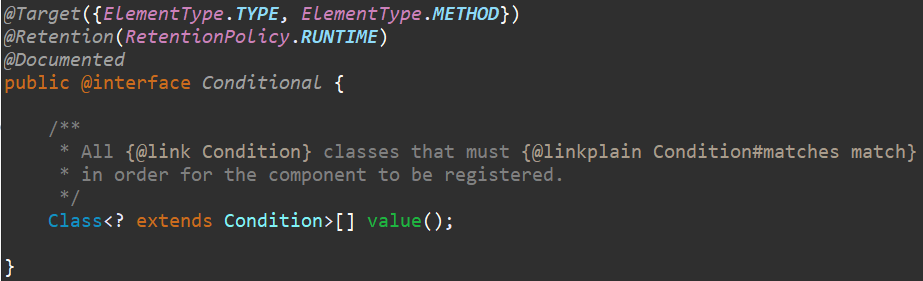 @Target({ElementType.TYPE, ElementType.METHOD})
@Retention(RetentionPolicy.RUNTIME)
@Documented
public @interface Conditional {
/**
* All {@link Condition} classes that must {@linkplain Condition#matches match}
* in order for the component to be registered.
*/
Class<? extends Condition>[] value();
}